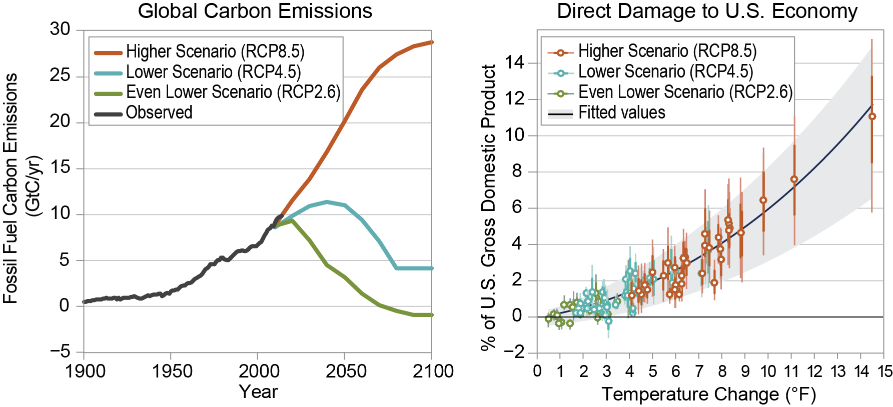 Global Carbon Emissions
30
25
20
15
10
5
0
−5
Fossil Fuel Carbon Emissions
(GtC/yr)
Higher Scenario (RCP8.5)
Lower Scenario (RCP4.5)
Even Lower Scenario (RCP2.6)
Observed
1900
1950
2000
2050
2100
Year
Direct Damage to U.S. Economy
14
12
10
8
6
4
2
0
−2
% of U.S. Gross Domestic Product
Higher Scenario (RCP8.5)
Lower Scenario (RCP4.5)
Even Lower Scenario (RCP2.6)
Fitted values
0 1 2 3 4 5 6 7 8 9 10 11 12 13 14 15
Temperature Change (°F)